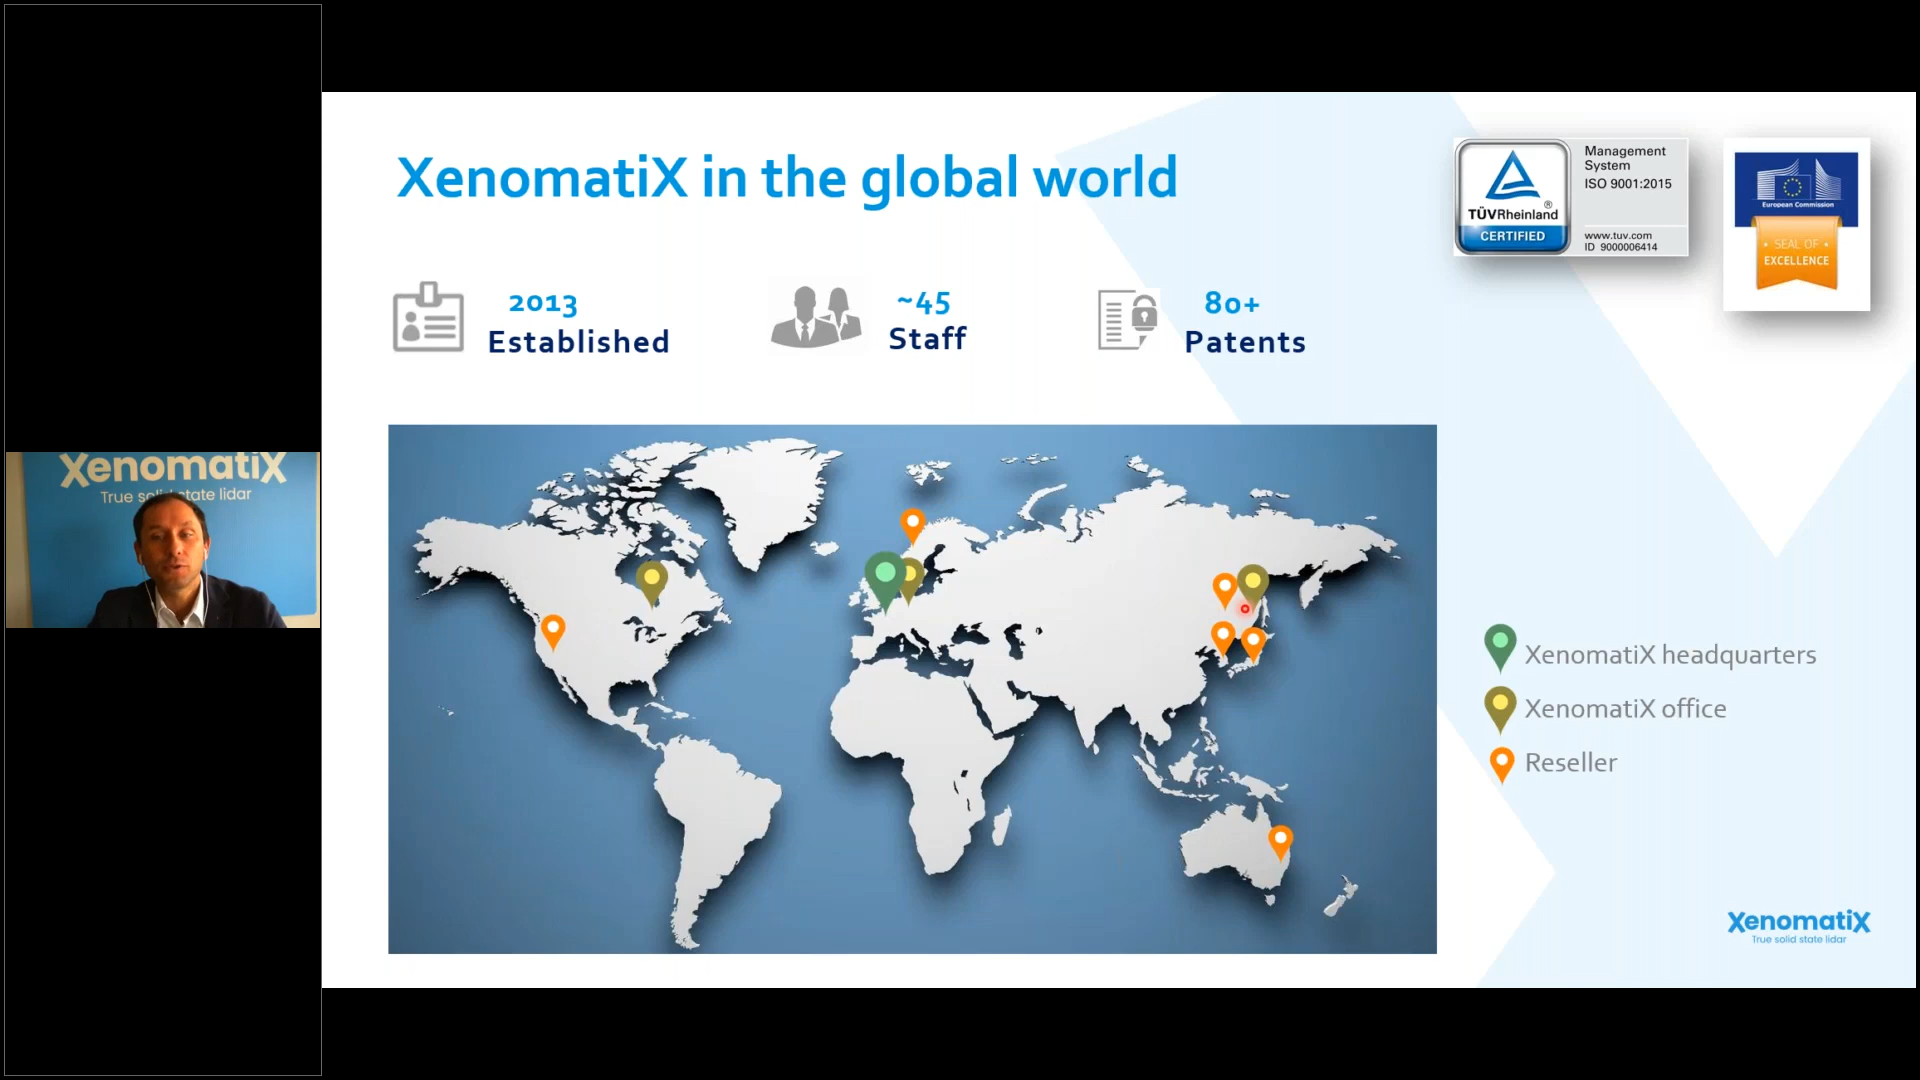 XenomatiX
True solid state lidar
XenomatiX in the global world
2013
Established
~45
Staff
80+
Patents
TÜVRheinland
®
CERTIFIED
Management
System
ISO 9001:2015
www.tuv.com
ID 9000006414
European Commission
• SEAL OF •
EXCELLENCE
XenomatiX headquarters
XenomatiX office
Reseller
XenomatiX
True solid state lidar